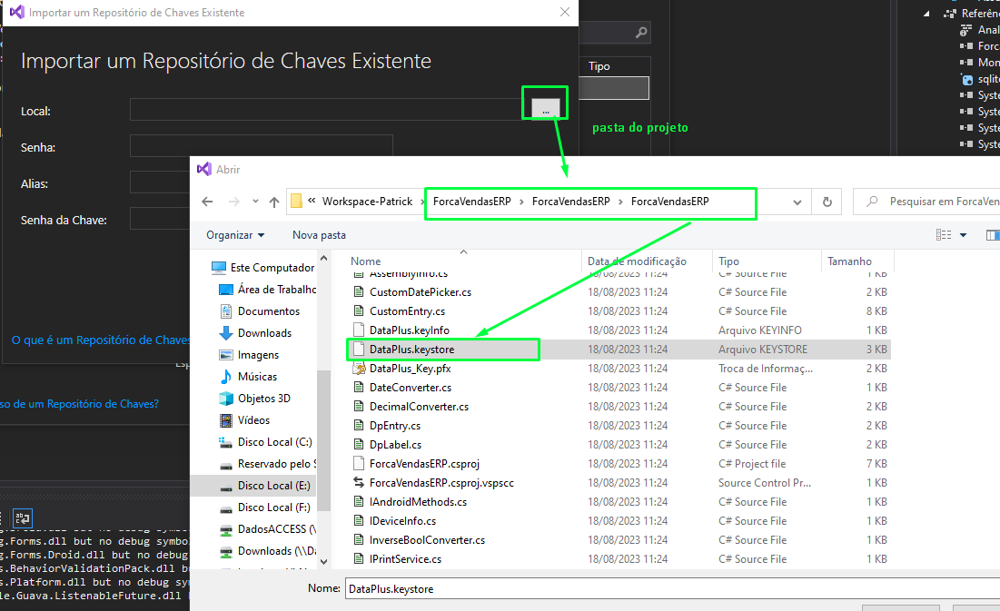 Importar um Repositório de Chaves Existente
Importar um Repositório de Chaves Existente
Local:
...
Senha:
Alias:
Senha da Chave:
O que é um Repositório de Chaves
so de um Repositório de Chaves?
Tipo
pasta do projeto
Referênc
Anal
Forca
Mon
sqlite
Syste
Syste
Syste
Syste
Abrir
« Workspace-Patrick › ForcaVendasERP › ForcaVendasERP › ForcaVendasERP
Pesquisar em ForcaVen
Organizar
Nova pasta
Este Computador
Área de Trabalho
Documentos
Downloads
Imagens
Músicas
Objetos 3D
Vídeos
Disco Local (C:)
Reservado pelo S
Disco Local (E:)
Disco Local (F:)
DadosACCESS (\
Downloads (\\Da
Nome Data de modificação Tipo Tamanho
AssemblyInfo.cs 18/08/2023 11:24 C# Source File 1 KB
CustomDatePicker.cs 18/08/2023 11:24 C# Source File 2 KB
CustomEntry.cs 18/08/2023 11:24 C# Source File 8 KB
DataPlus.keyInfo 18/08/2023 11:24 Arquivo KEYINFO 1 KB
DataPlus.keystore 18/08/2023 11:24 Arquivo KEYSTORE 3 KB
DataPlus_Key.pfx 18/08/2023 11:24 Troca de Informaç... 2 KB
DateConverter.cs 18/08/2023 11:24 C# Source File 1 KB
DecimalConverter.cs 18/08/2023 11:24 C# Source File 2 KB
DpEntry.cs 18/08/2023 11:24 C# Source File 2 KB
DpLabel.cs 18/08/2023 11:24 C# Source File 2 KB
ForcaVendasERP.csproj 18/08/2023 11:24 C# Project file 7 KB
ForcaVendasERP.csproj.vspscc 18/08/2023 11:24 Source Control Pr... 1 KB
IAndroidMethods.cs 18/08/2023 11:24 C# Source File 1 KB
IDeviceInfo.cs 18/08/2023 11:24 C# Source File 1 KB
InverseBoolConverter.cs 18/08/2023 11:24 C# Source File 1 KB
IPrintService.cs 18/08/2023 11:24 C# Source File 1 KB
Nome: DataPlus.keystore
g.Forms.dll but no debug symbol
g.Forms.Droid.dll but no debug
s.BehaviorValidationPack.dll bu
s.Platform.dll but no debug sym
le.Guava.ListenableFuture.dll